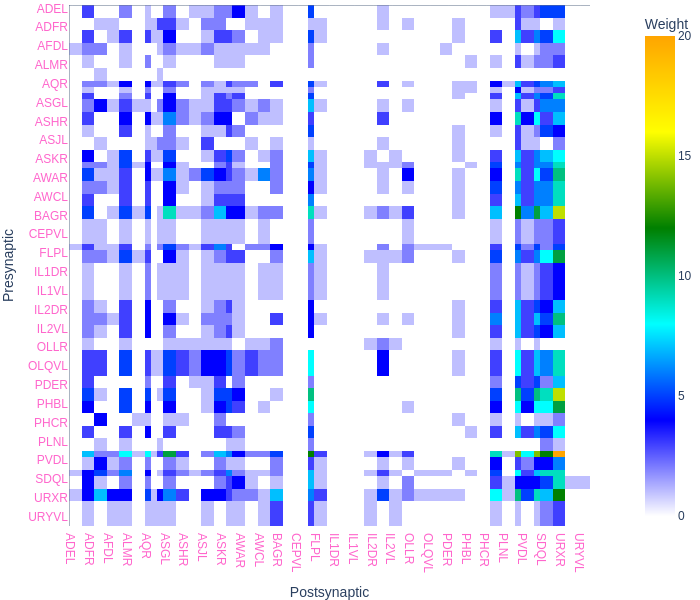 Weight
ADEL
ADFR
AFDL
ALMR
AQR
ASGL
ASHR
ASJL
ASKR
AWAR
AWCL
BAGR
CEPVL
FLPL
IL1DR
IL1VL
IL2DR
IL2VL
OLLR
OLQVL
PDER
PHBL
PHCR
PLNL
PVDL
SDQL
URXR
URYVL
Presynaptic
20
15
10
5
0
ADEL
ADFR
AFDL
ALMR
AQR
ASGL
ASHR
ASJL
ASKR
AWAR
AWCL
BAGR
CEPVL
FLPL
IL1DR
IL1VL
IL2DR
IL2VL
OLLR
OLQVL
PDER
PHBL
PHCR
PLNL
PVDL
SDQL
URXR
URYVL
Postsynaptic